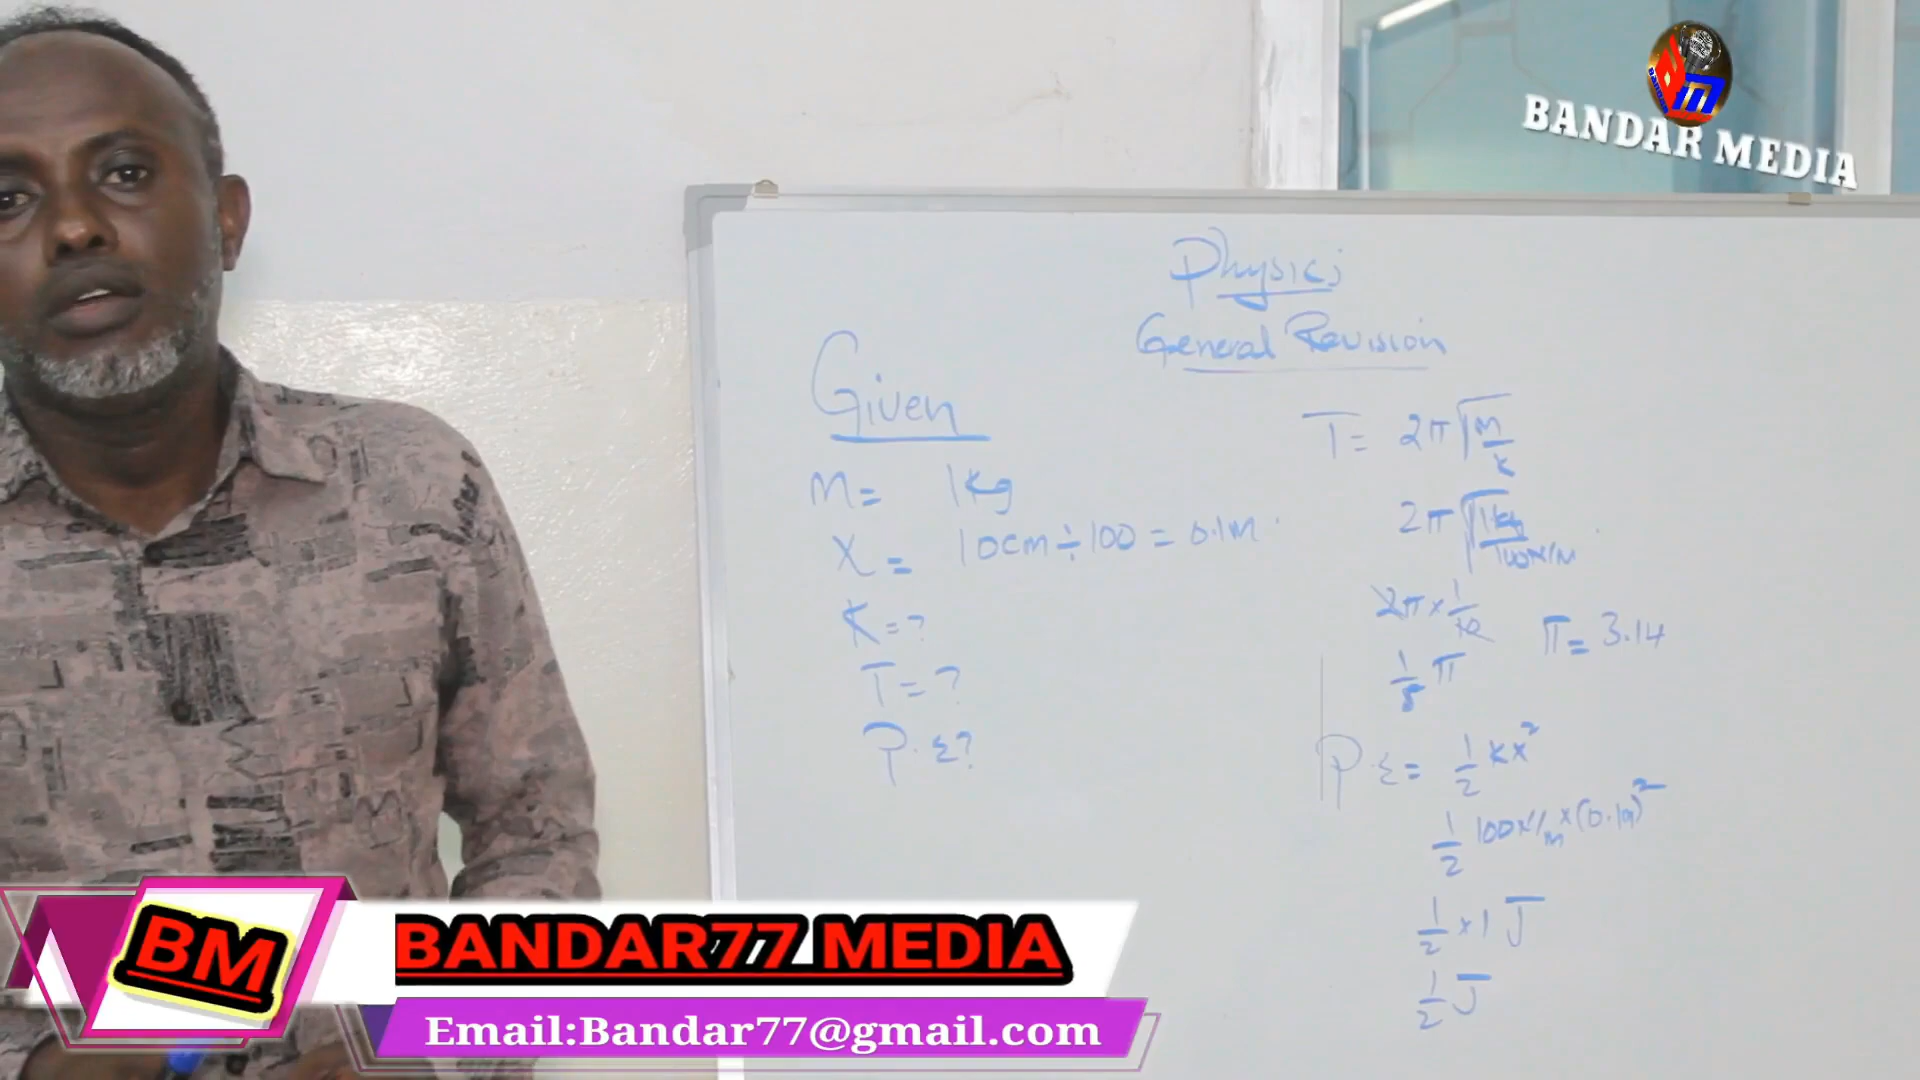 BANDAR MEDIA
Physics
General Revision
Given
M = 1kg
X = 10cm ÷ 100 = 0.1M
K = ?
T = ?
P.ε?
T = 2π√m/k
2π√1kg/100N/M
2π × 1/10
π = 3.14
1/5 π
P.ε = 1/2 kx²
1/2 100N/m × (0.1M)²
1/2 × 1 J
1/2 J
BM
BANDAR77 MEDIA
Email:Bandar77@gmail.com